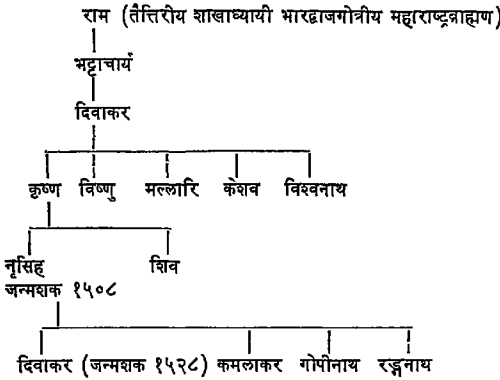 राम (तैत्तिरीय शाखाध्यायी भारद्वाजगोत्रीय महाराष्ट्रब्राह्मण)
भट्टाचार्य
दिवाकर
कृष्ण विष्णु मल्लारि केशव विश्वनाथ
नृसिंह शिव
जन्मशक १५०८
दिवाकर (जन्मशक १५२८) कमलाकर गोपीनाथ रङ्गनाथ